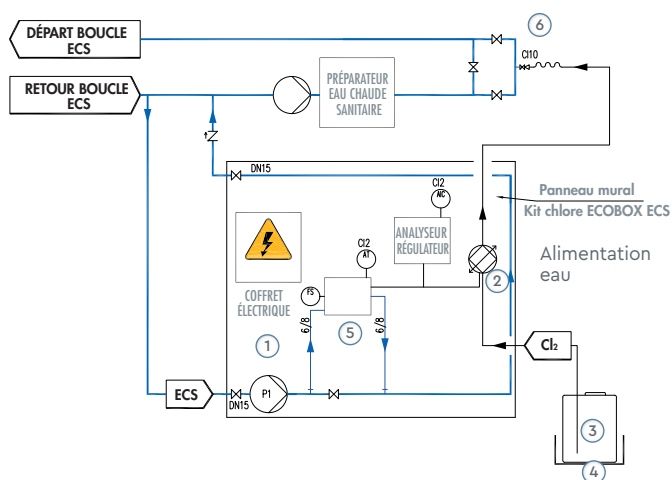 DÉPART BOUCLE
ECS
RETOUR BOUCLE
ECS
PRÉPARATEUR
EAU CHAUDE
SANITAIRE
6
Cl10
DN15
Panneau mural
Kit chlore ECOBOX ECS
Alimentation
eau
Cl2
AIC
ANALYSEUR
RÉGULATEUR
Cl2
AT
FS
COFFRET
ÉLECTRIQUE
2
1
6/8
5
6/8
Cl₂
ECS
DN15
P1
3
4